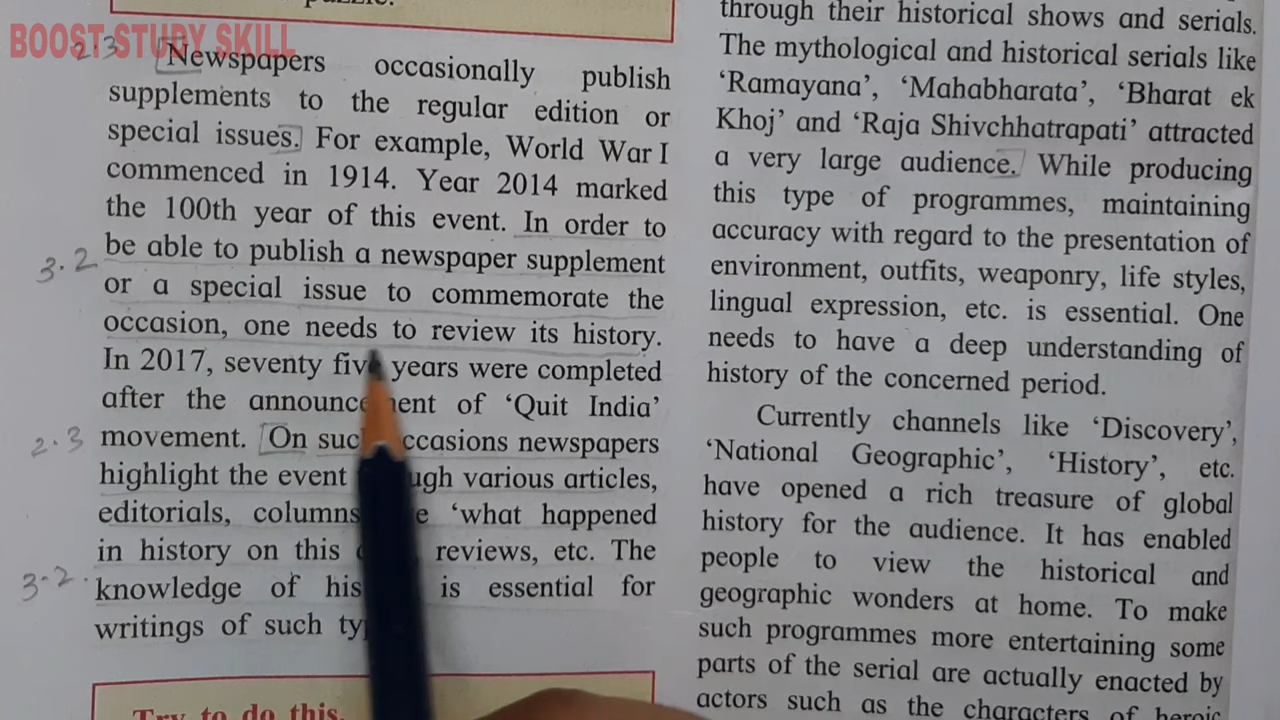 BOOST STUDY SKILL
puzzle.
2.3 Newspapers occasionally publish
supplements to the regular edition or
special issues. For example, World War I
commenced in 1914. Year 2014 marked
the 100th year of this event. In order to
3.2 be able to publish a newspaper supplement
or a special issue to commemorate the
occasion, one needs to review its history.
In 2017, seventy five years were completed
after the announcement of ‘Quit India’
2.3 movement. On such occasions newspapers
highlight the event through various articles,
editorials, columns ‘what happened
in history on this reviews, etc. The
3.2. knowledge of his is essential for
writings of such
Try to do this.
through their historical shows and serials.
The mythological and historical serials like
‘Ramayana’, ‘Mahabharata’, ‘Bharat ek
Khoj’ and ‘Raja Shivchhatrapati’ attracted
a very large audience. While producing
this type of programmes, maintaining
accuracy with regard to the presentation of
environment, outfits, weaponry, life styles,
lingual expression, etc. is essential. One
needs to have a deep understanding of
history of the concerned period.
Currently channels like ‘Discovery’,
‘National Geographic’, ‘History’, etc.
have opened a rich treasure of global
history for the audience. It has enabled
people to view the historical and
geographic wonders at home. To make
such programmes more entertaining some
parts of the serial are actually enacted by
actors such as the characters of heroic